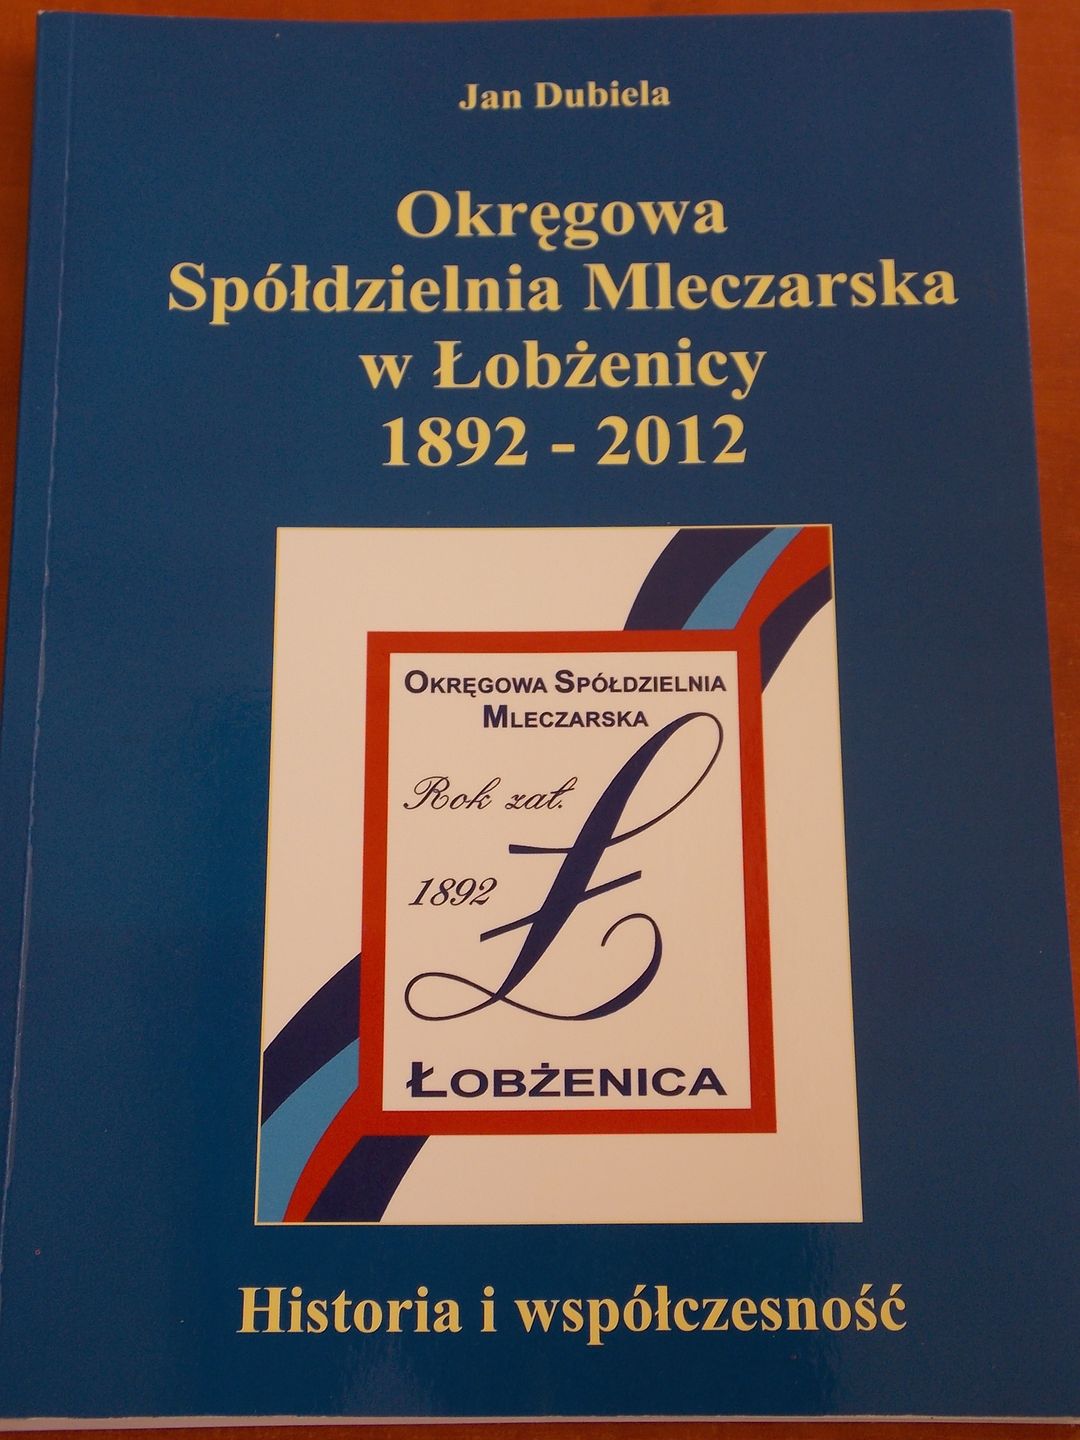 Jan Dubiela
Okręgowa
Spółdzielnia Mleczarska
w Łobżenicy
1892 - 2012
OKRĘGOWA SPÓŁDZIELNIA
MLECZARSKA
Rok zał.
1892
Ł
ŁOBŻENICA
Historia i współczesność